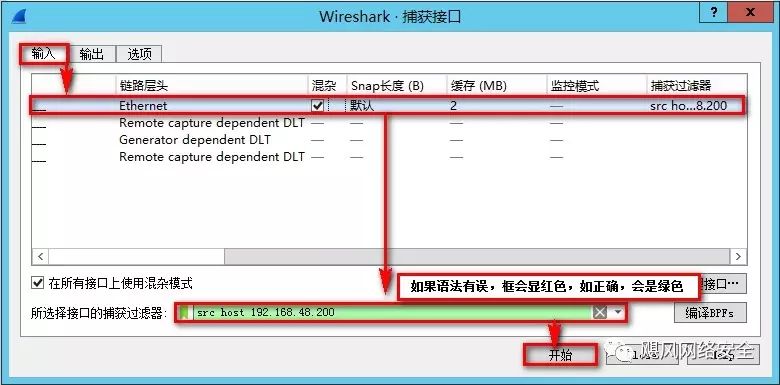 Wireshark · 捕获接口
? x
输入 输出 选项
链路层头 混杂 Snap长度 (B) 缓存 (MB) 监控模式 捕获过滤器
Ethernet 默认 2 — src ho...8.200
Remote capture dependent DLT — — — —
Generator dependent DLT — — — —
Remote capture dependent DLT — — — —
在所有接口上使用混杂模式
如果语法有误，框会显红色，如正确，会是绿色
接口…
所选择接口的捕获过滤器：
src host 192.168.48.200
编译BPFs
开始
Help
飓风网络安全